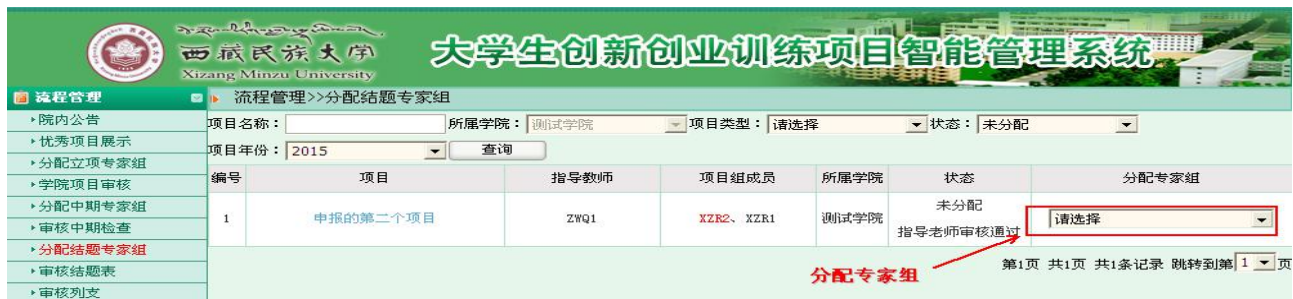 西藏民族大学
Xizang Minzu University
大学生创新创业训练项目智能管理系统
流程管理
流程管理>>分配结题专家组
院内公告
优秀项目展示
分配立项专家组
学院项目审核
分配中期专家组
审核中期检查
分配结题专家组
审核结题表
审核列支
项目名称： 所属学院： 测试学院 项目类型： 请选择 状态： 未分配
项目年份： 2015 查询
编号 项目 指导教师 项目组成员 所属学院 状态 分配专家组
1 申报的第二个项目 ZWQ1 XZR2、 XZR1 测试学院 未分配 请选择
指导老师审核通过
分配专家组
第1页 共1页 共1条记录 跳转到第 1 页